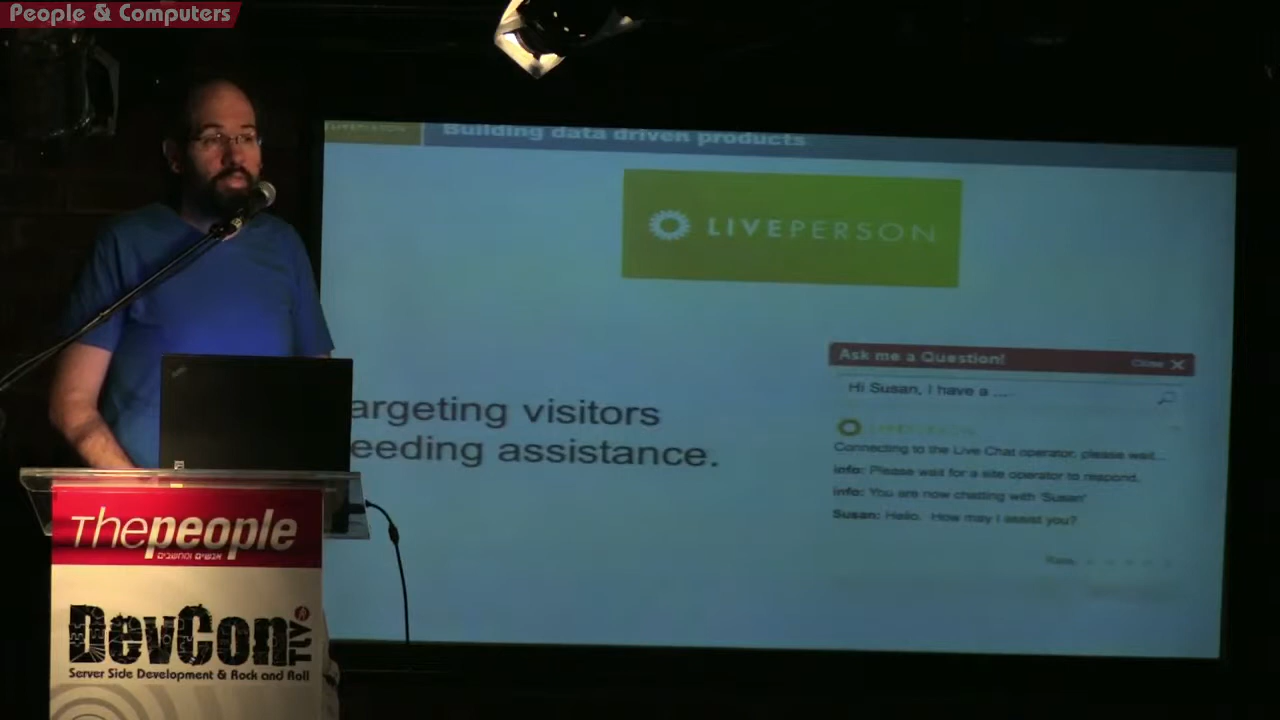 People & Computers
Building data driven products
LIVEPERSON
argeting visitors
eeding assistance.
Ask me a Question!
Close X
Hi Susan, I have a ...
LIVEPERSON
Connecting to the Live Chat operator, please wait...
info: Please wait for a site operator to respond.
info: You are now chatting with 'Susan'
Susan: Hello. How may I assist you?
Thepeople
אנשים ומחשבים
DevCon TLV
Server Side Development & Rock and Roll